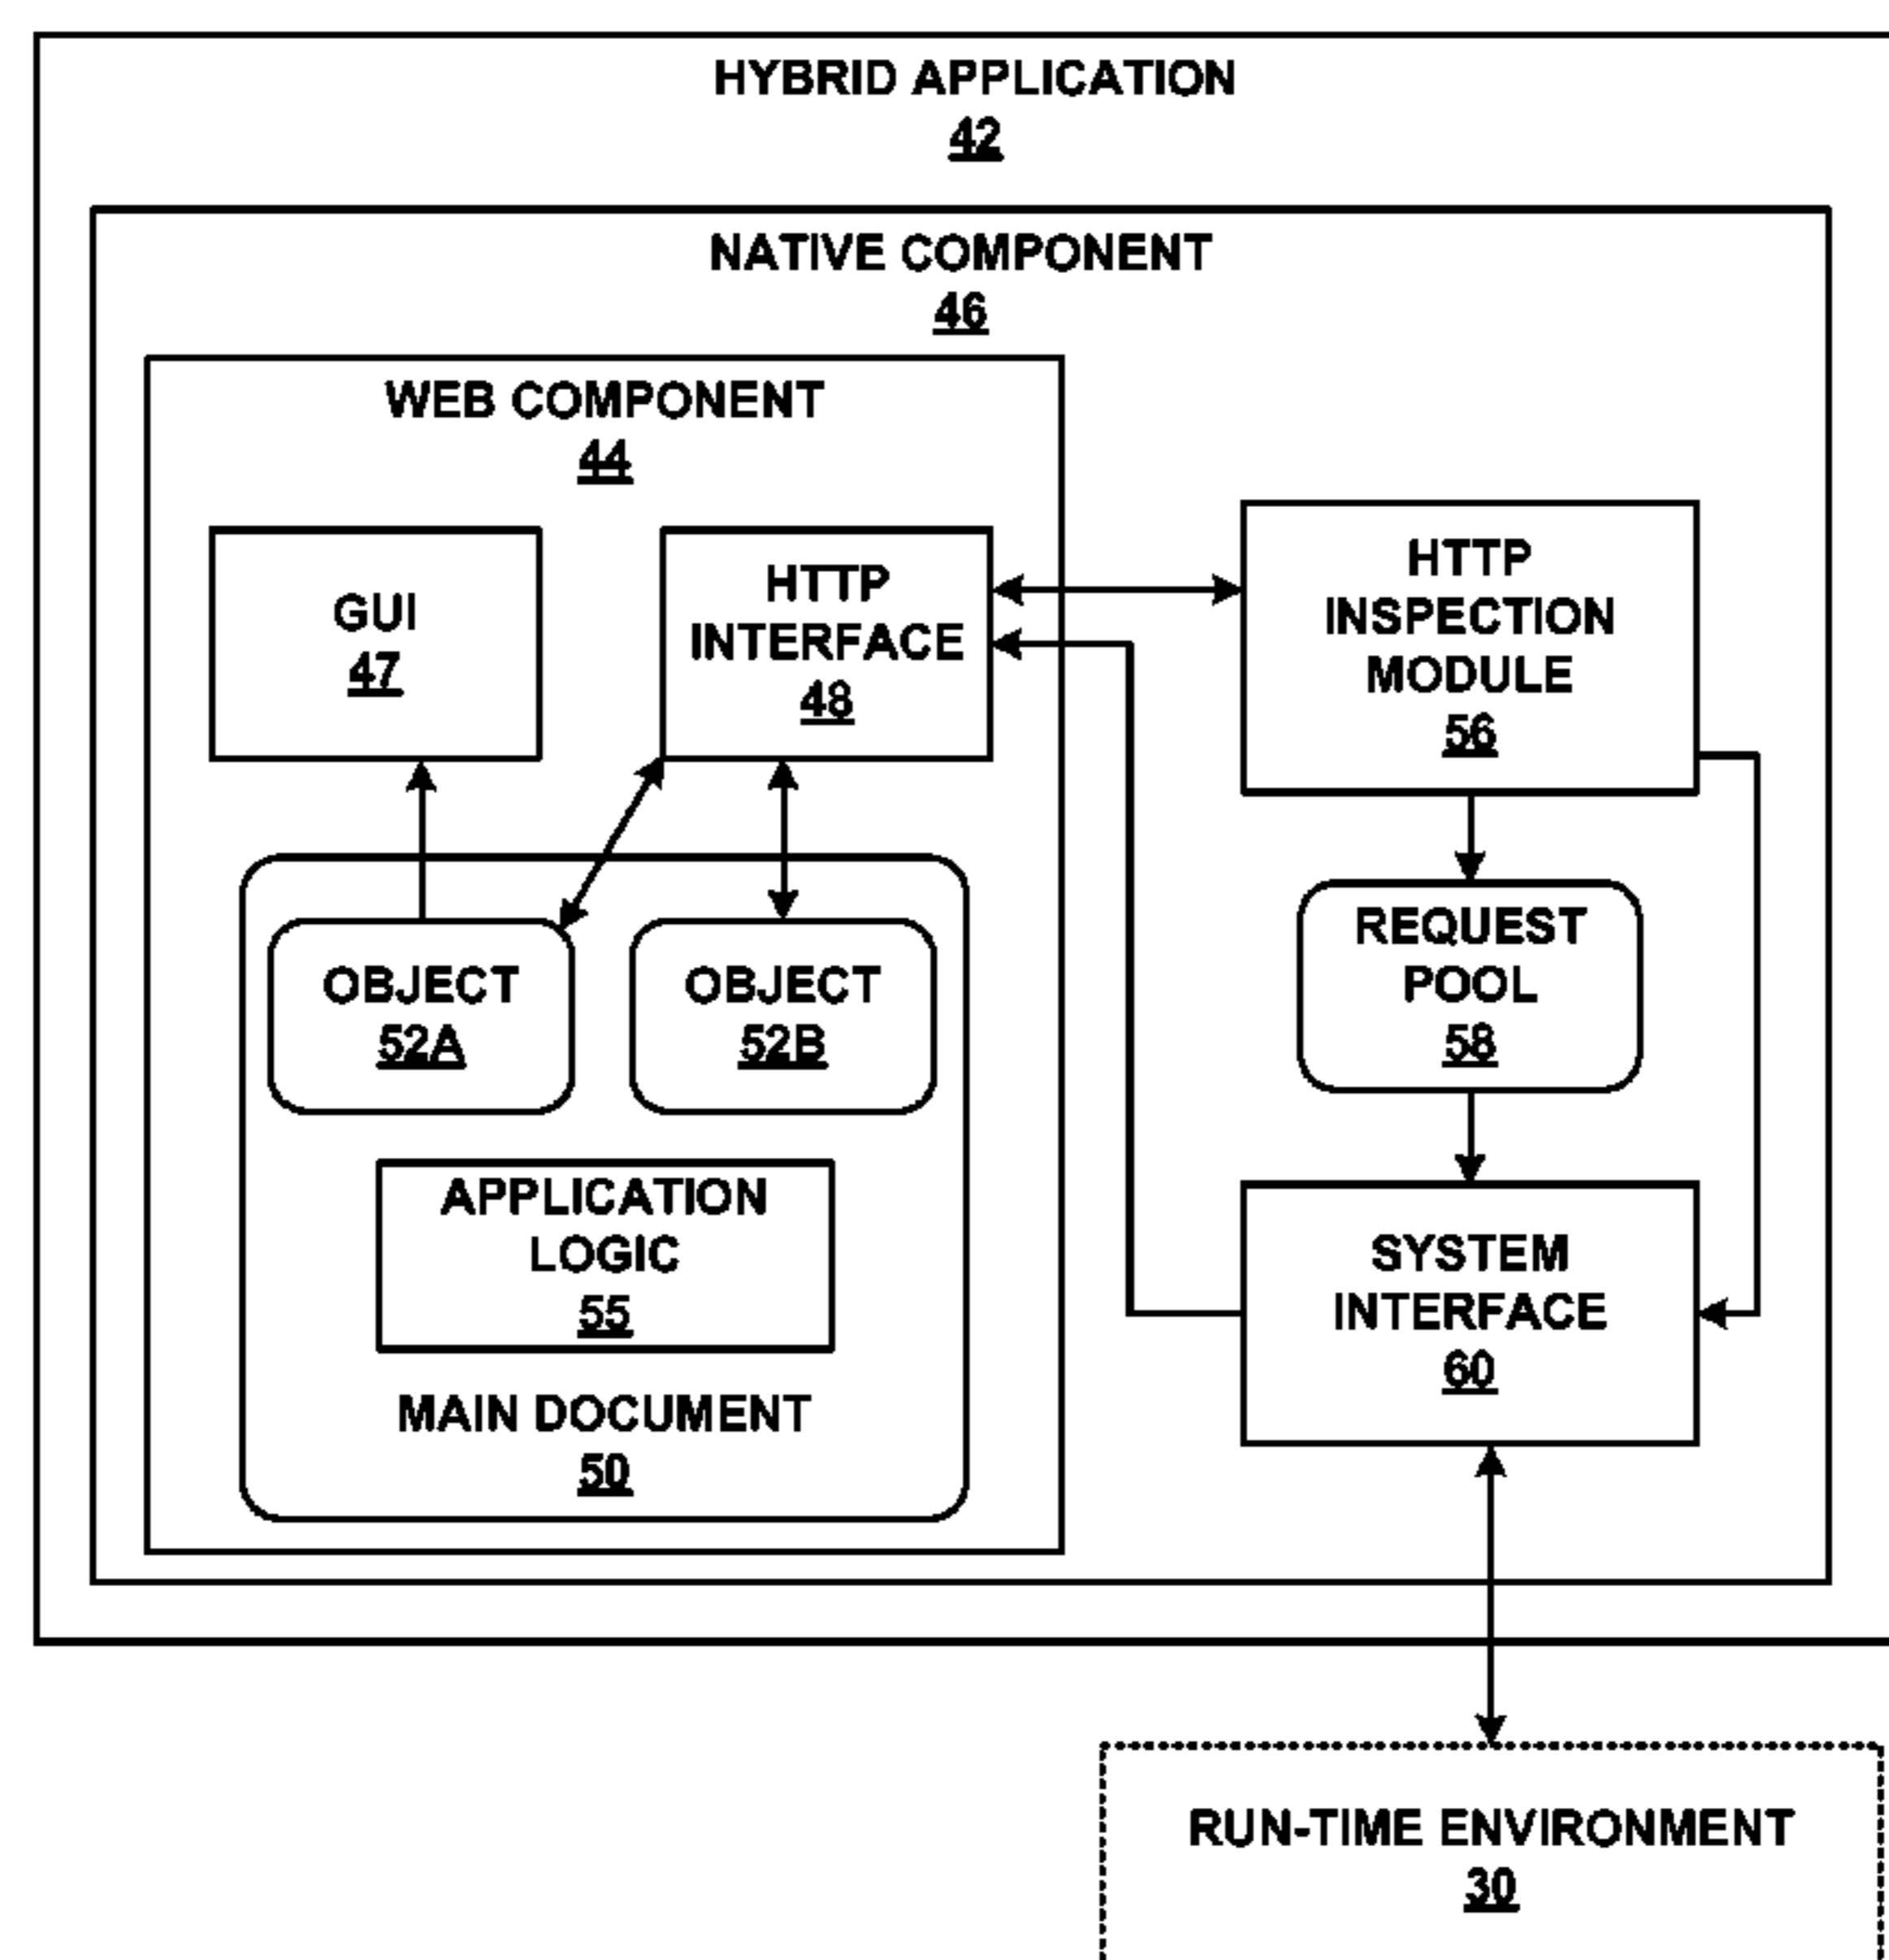 HYBRID APPLICATION
42
NATIVE COMPONENT
46
WEB COMPONENT
44
GUI
47
HTTP
INTERFACE
48
HTTP
INSPECTION
MODULE
56
OBJECT
52A
OBJECT
52B
REQUEST
POOL
58
APPLICATION
LOGIC
55
MAIN DOCUMENT
50
SYSTEM
INTERFACE
60
RUN-TIME ENVIRONMENT
30